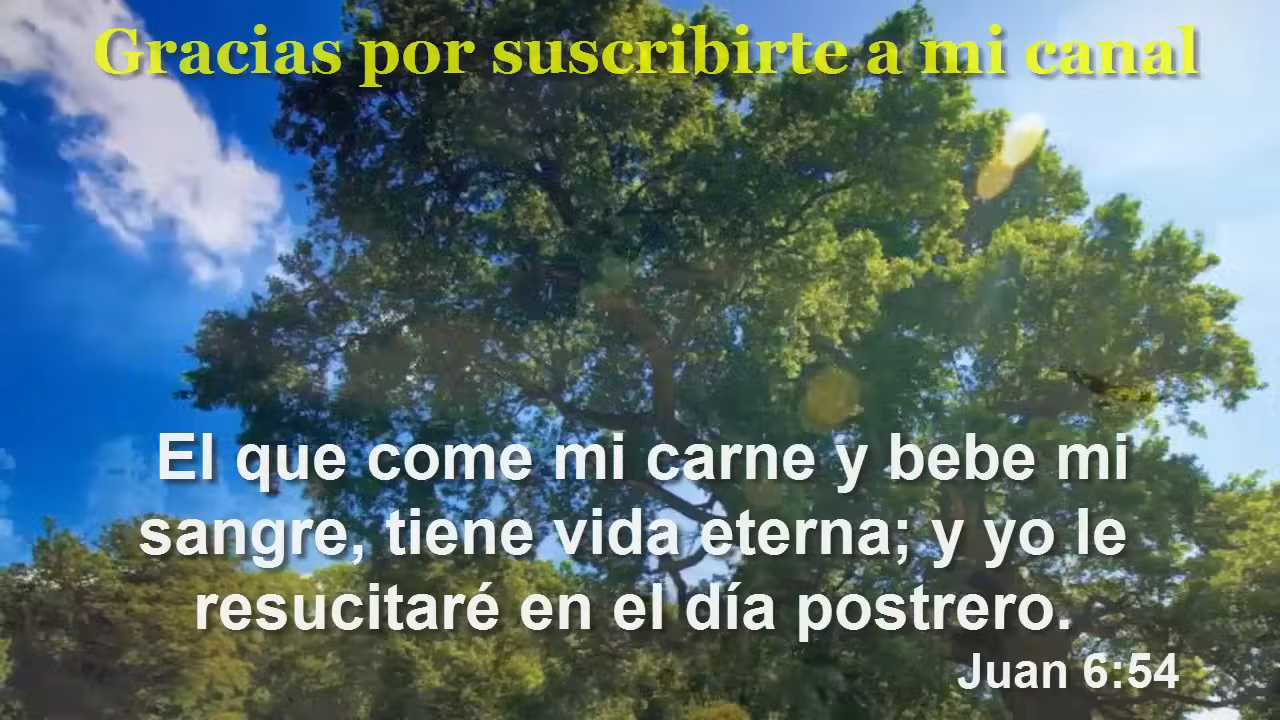 Gracias por suscribirte a mi canal
El que come mi carne y bebe mi
sangre, tiene vida eterna; y yo le
resucitaré en el día postrero.
Juan 6:54